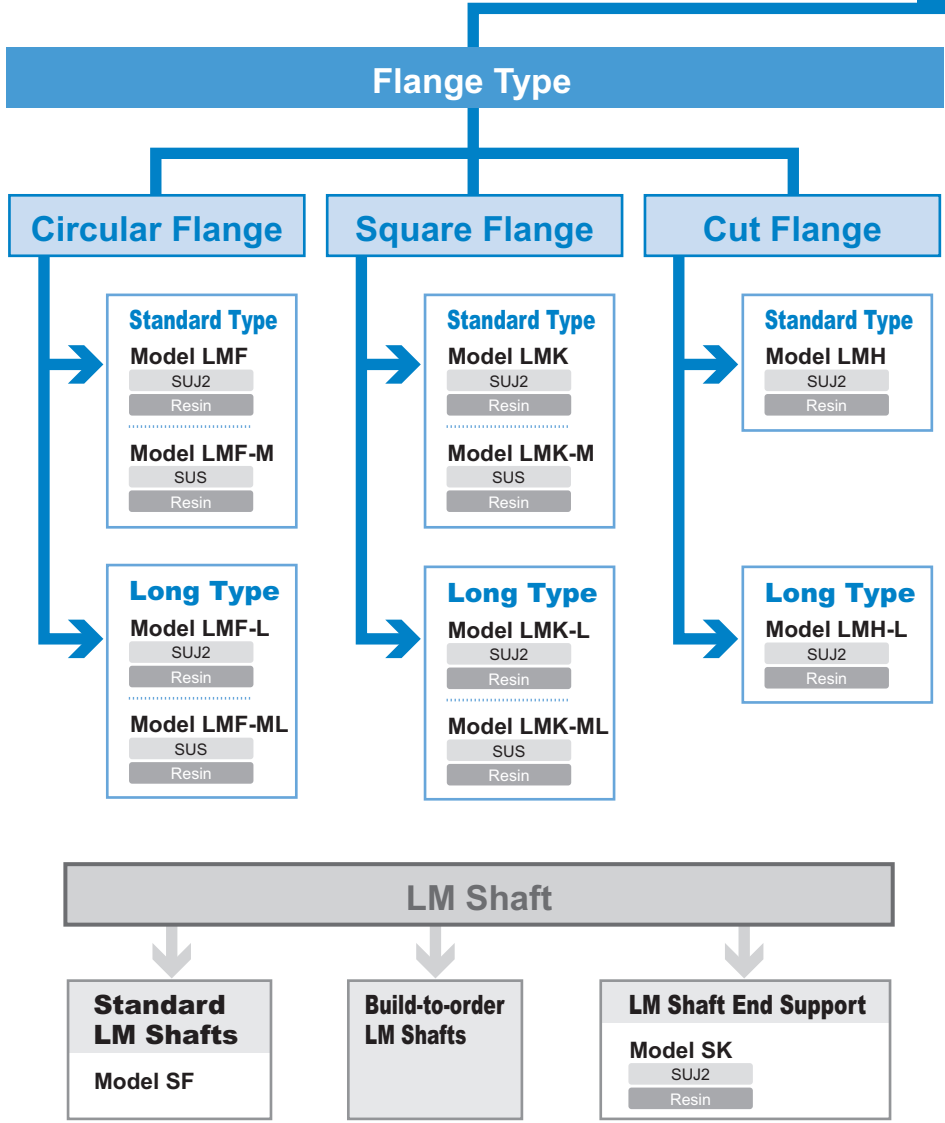 Flange Type
Circular Flange
Standard Type
Model LMF
SUJ2
Resin
Model LMF-M
SUS
Resin
Long Type
Model LMF-L
SUJ2
Resin
Model LMF-ML
SUS
Resin
Square Flange
Standard Type
Model LMK
SUJ2
Resin
Model LMK-M
SUS
Resin
Long Type
Model LMK-L
SUJ2
Resin
Model LMK-ML
SUS
Resin
Cut Flange
Standard Type
Model LMH
SUJ2
Resin
Long Type
Model LMH-L
SUJ2
Resin
LM Shaft
Standard
LM Shafts
Model SF
Build-to-order
LM Shafts
LM Shaft End Support
Model SK
SUJ2
Resin